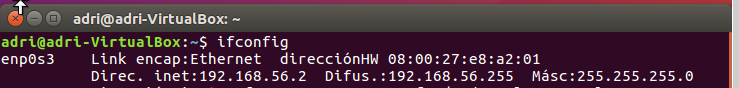 adri@adri-VirtualBox: ~
adri@adri-VirtualBox:~$ ifconfig
enp0s3 Link encap:Ethernet direcciónHW 08:00:27:e8:a2:01
Direc. inet:192.168.56.2 Difus.:192.168.56.255 Másc:255.255.255.0